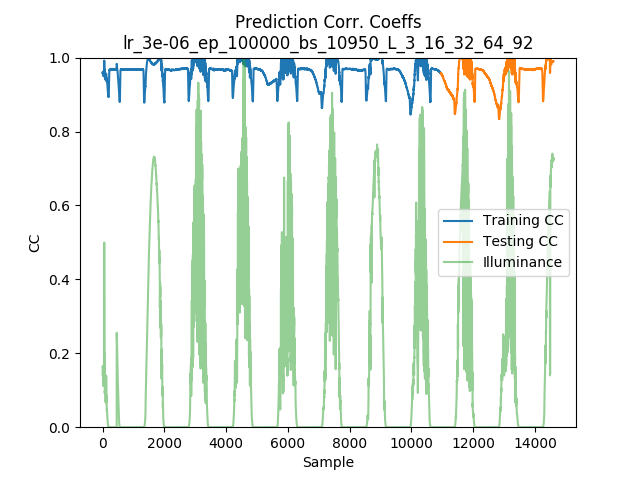 Prediction Corr. Coeffs
lr_3e-06_ep_100000_bs_10950_L_3_16_32_64_92
1.0
0.8
0.6
0.4
0.2
0.0
CC
Training CC
Testing CC
Illuminance
0 2000 4000 6000 8000 10000 12000 14000
Sample